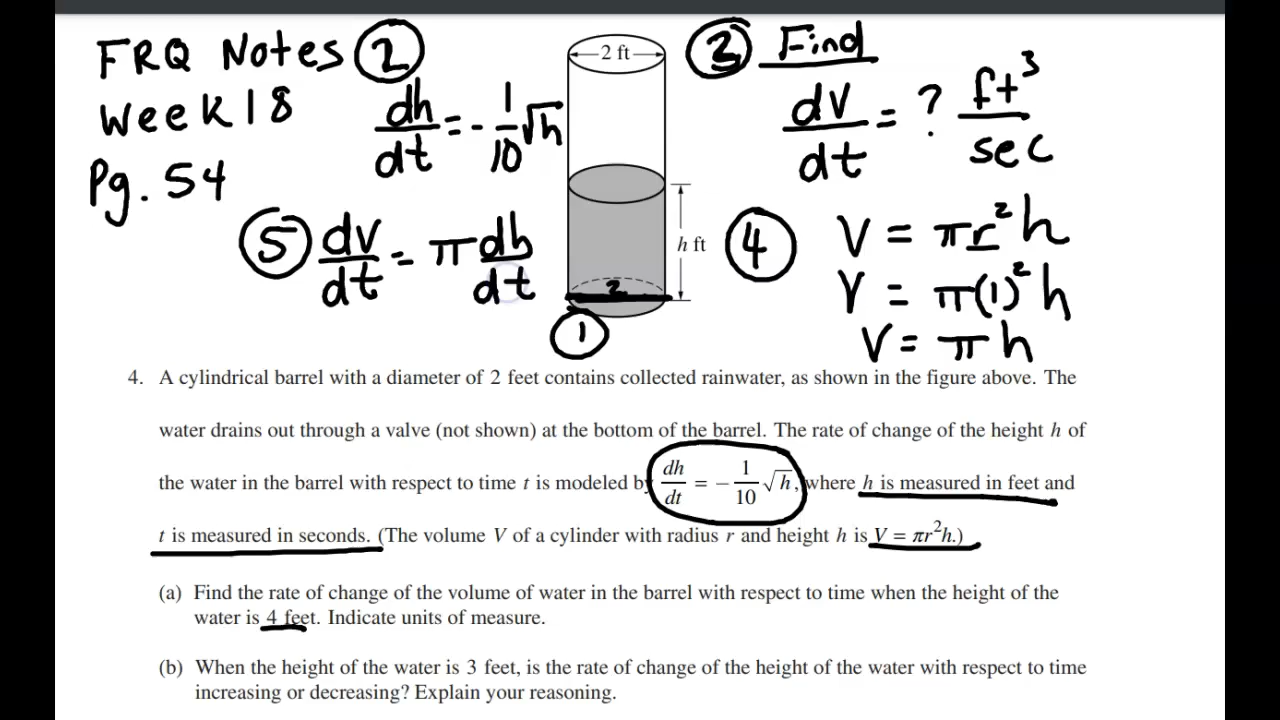 FRQ Notes
Week 18
Pg. 54
② dh/dt = - 1/10 √h
2 ft
h ft
2
①
③ Find
dV/dt = ? ft³/sec
④ V = πr²h
V = π(1)²h
V = πh
⑤ dV/dt = π dh/dt
4. A cylindrical barrel with a diameter of 2 feet contains collected rainwater, as shown in the figure above. The
water drains out through a valve (not shown) at the bottom of the barrel. The rate of change of the height h of
the water in the barrel with respect to time t is modeled by dh/dt = - 1/10 √h, where h is measured in feet and
t is measured in seconds. (The volume V of a cylinder with radius r and height h is V = πr²h.)
(a) Find the rate of change of the volume of water in the barrel with respect to time when the height of the
water is 4 feet. Indicate units of measure.
(b) When the height of the water is 3 feet, is the rate of change of the height of the water with respect to time
increasing or decreasing? Explain your reasoning.